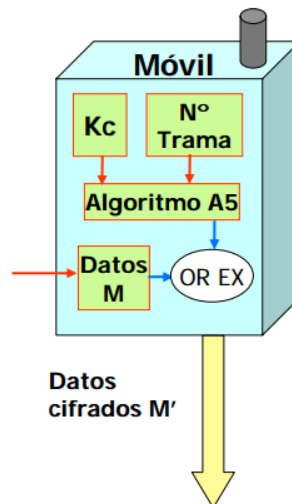 Móvil
Kc
Nº
Trama
Algoritmo A5
Datos
M
OR EX
Datos
cifrados M'